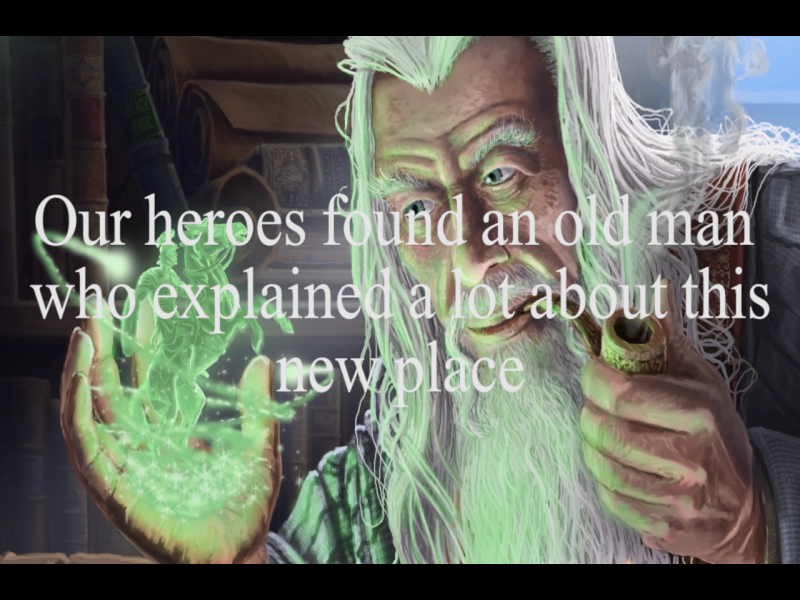 Our heroes found an old man
who explained a lot about this
new place